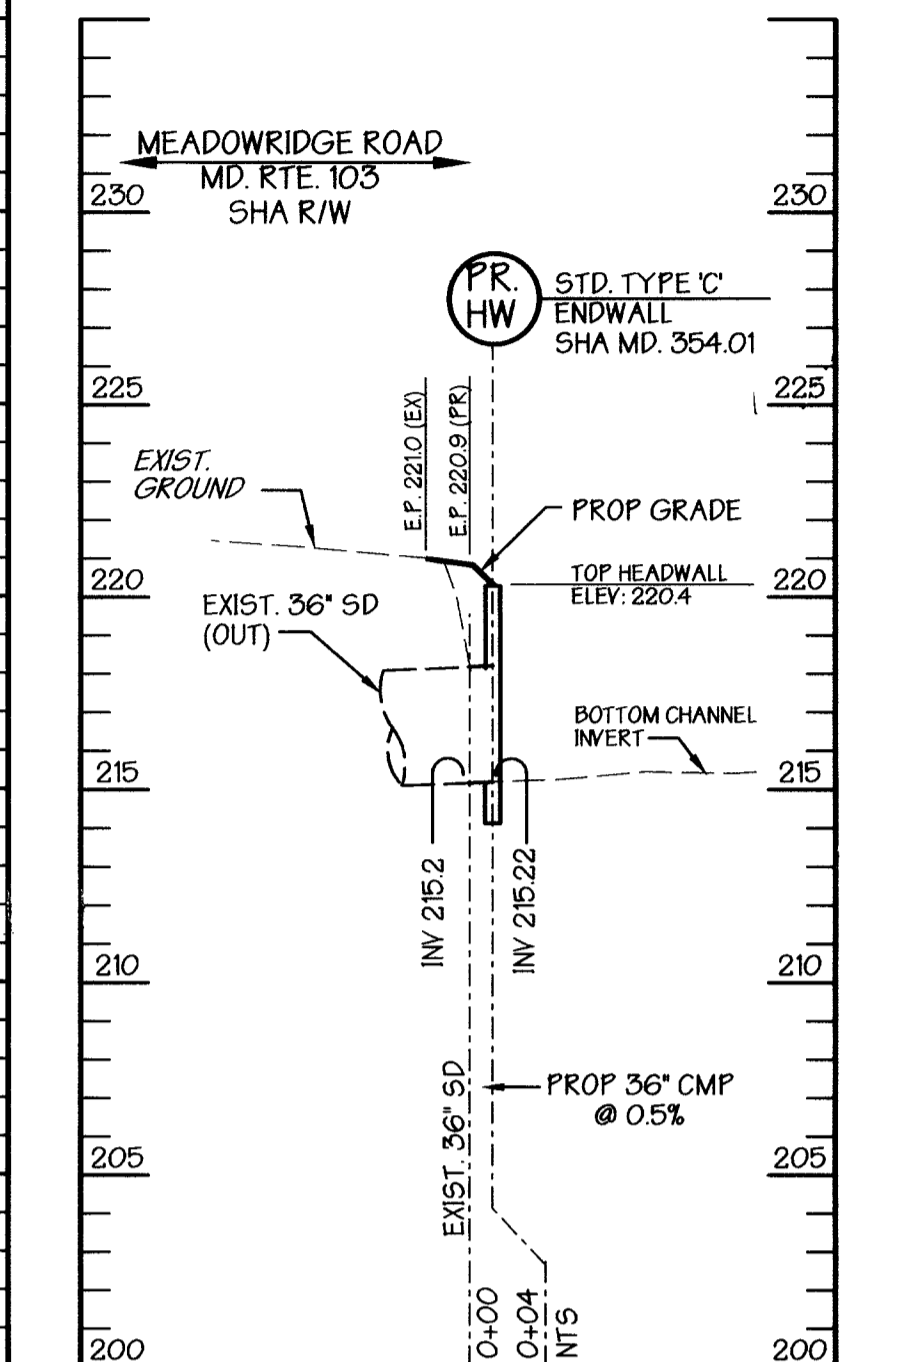 MEADOWRIDGE ROAD
MD. RTE. 103
SHA R/W
230
230
PR.
HW
STD. TYPE 'C'
ENDWALL
SHA MD. 354.01
225
225
E.P. 221.0 (EX)
E.P. 220.9 (PR)
EXIST.
GROUND
PROP GRADE
TOP HEADWALL
ELEV: 220.4
220
220
EXIST. 36" SD
(OUT)
BOTTOM CHANNEL
INVERT
215
215
INV 215.2
INV 215.22
210
210
EXIST. 36" SD
PROP 36" CMP
@ 0.5%
205
205
0+00
0+04
NTS
200
200